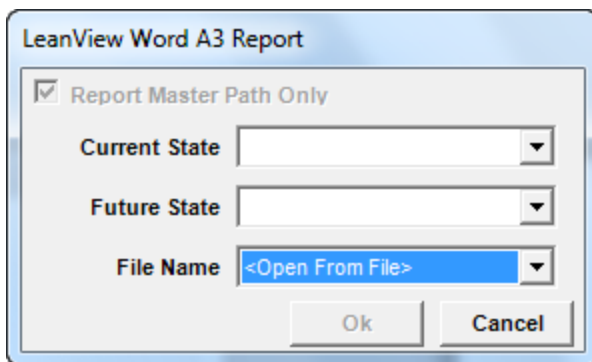 LeanView Word A3 Report
Report Master Path Only
Current State
Future State
File Name <Open From File>
Ok Cancel